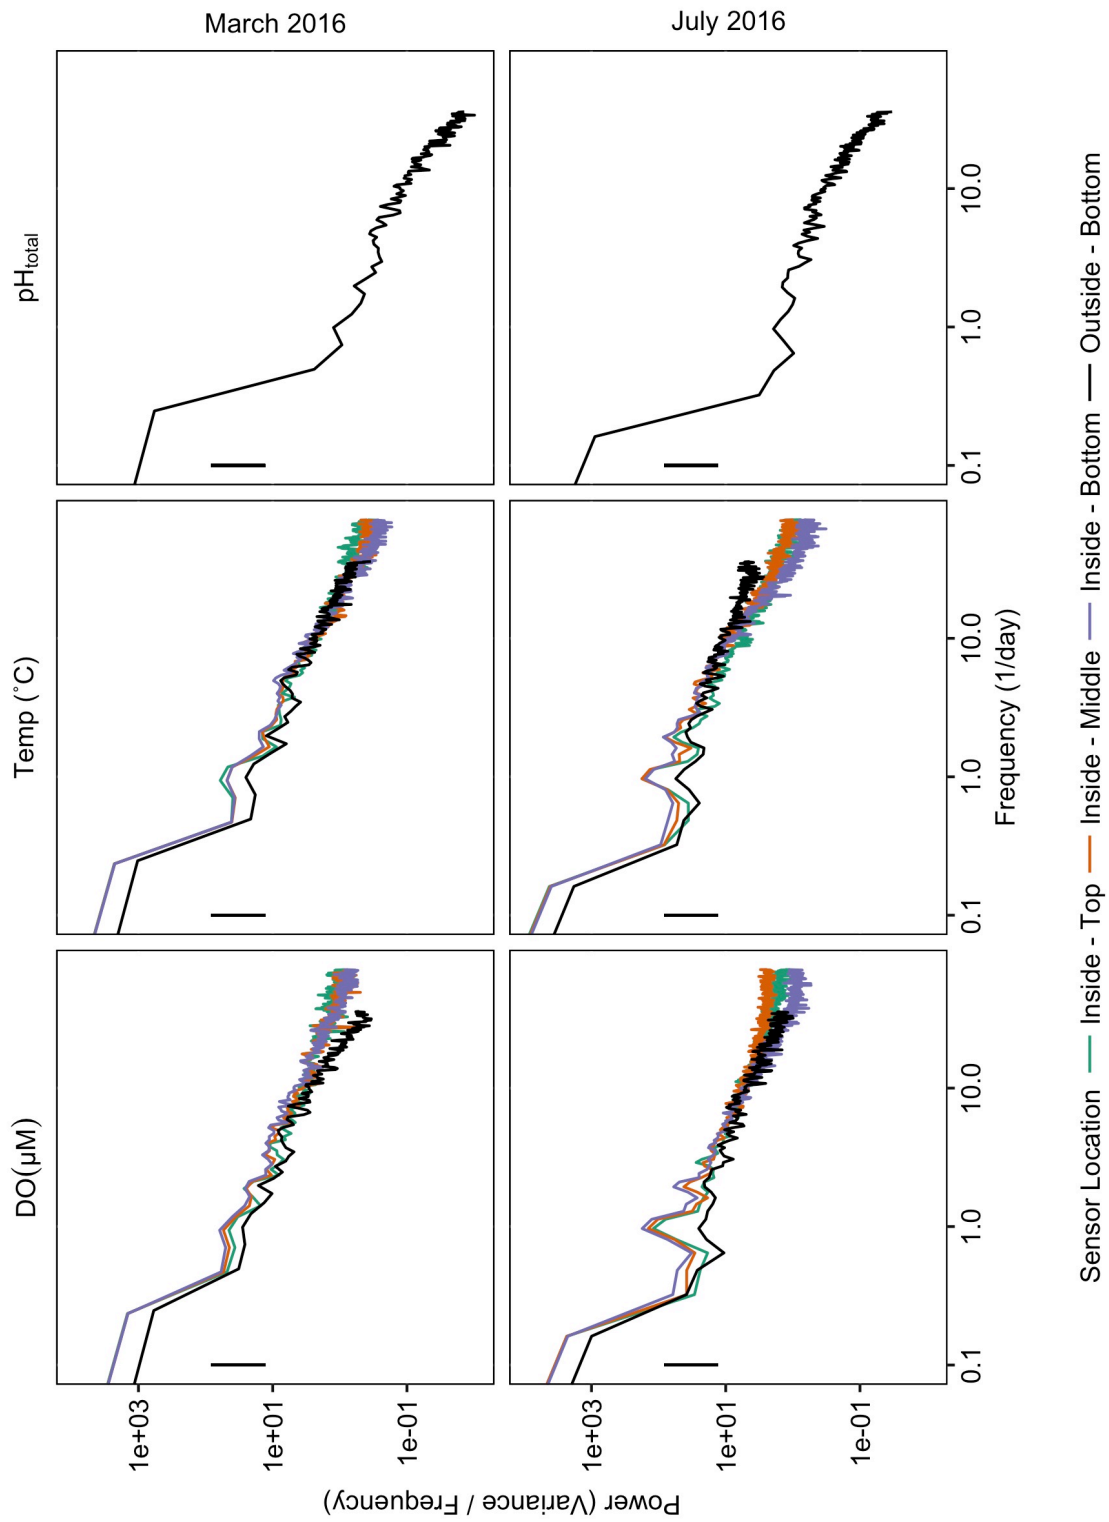 DO(µM)
Temp (˚C)
pHtotal
March 2016
July 2016
Power (Variance / Frequency)
1e+03
1e+01
1e-01
1e+03
1e+01
1e-01
0.1 1.0 10.0
0.1 1.0 10.0
0.1 1.0 10.0
Frequency (1/day)
Sensor Location Inside - Top Inside - Middle Inside - Bottom Outside - Bottom